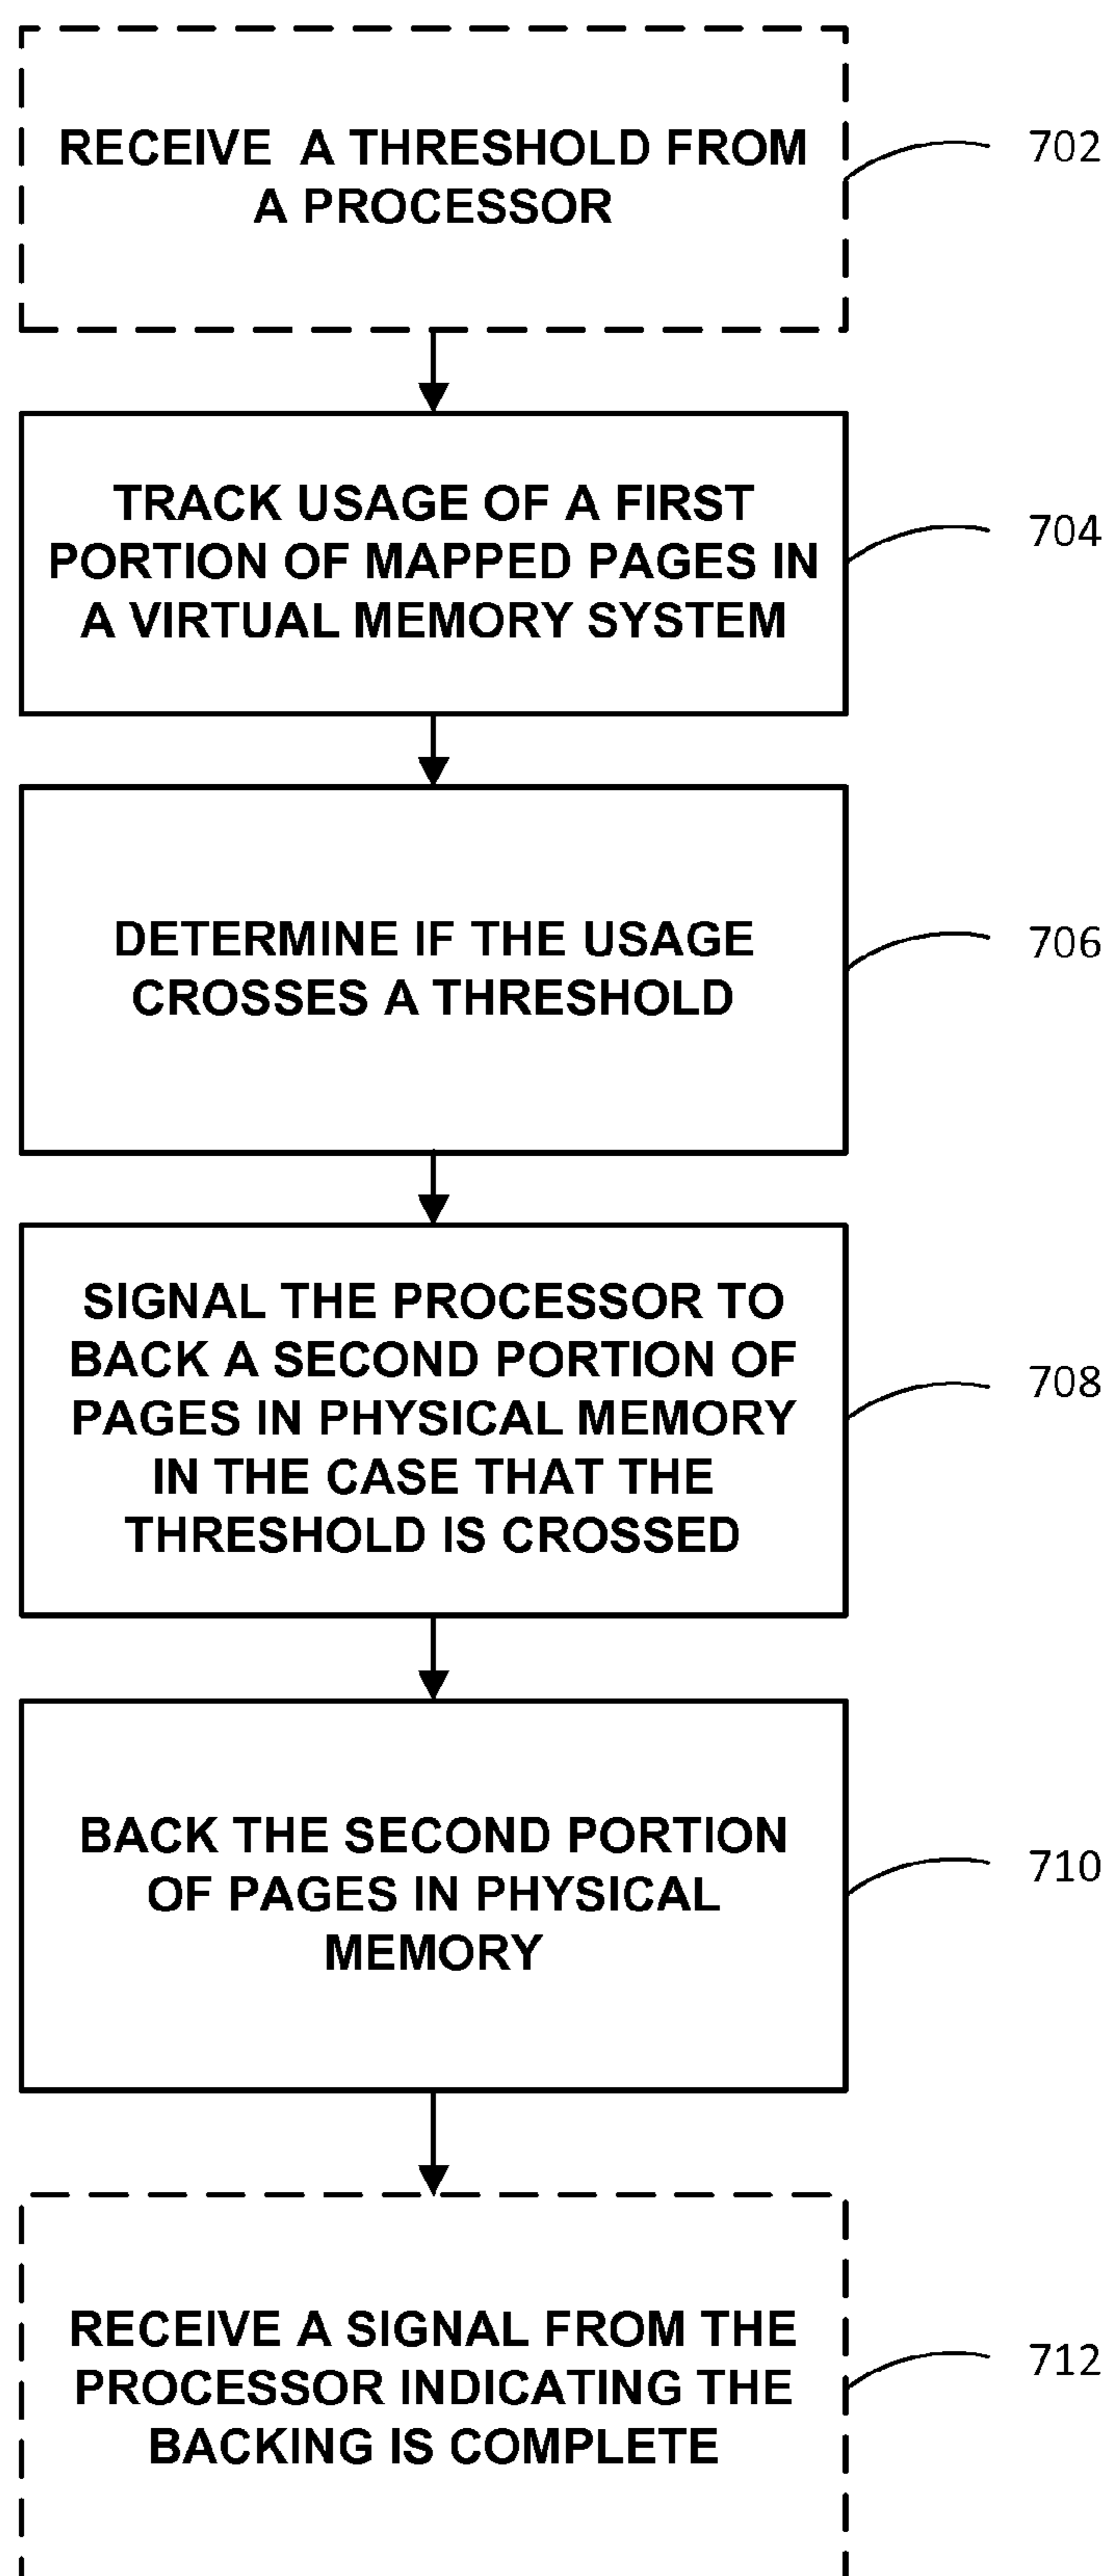 RECEIVE A THRESHOLD FROM
A PROCESSOR
702
TRACK USAGE OF A FIRST
PORTION OF MAPPED PAGES IN
A VIRTUAL MEMORY SYSTEM
704
DETERMINE IF THE USAGE
CROSSES A THRESHOLD
706
SIGNAL THE PROCESSOR TO
BACK A SECOND PORTION OF
PAGES IN PHYSICAL MEMORY
IN THE CASE THAT THE
THRESHOLD IS CROSSED
708
BACK THE SECOND PORTION
OF PAGES IN PHYSICAL
MEMORY
710
RECEIVE A SIGNAL FROM THE
PROCESSOR INDICATING THE
BACKING IS COMPLETE
712